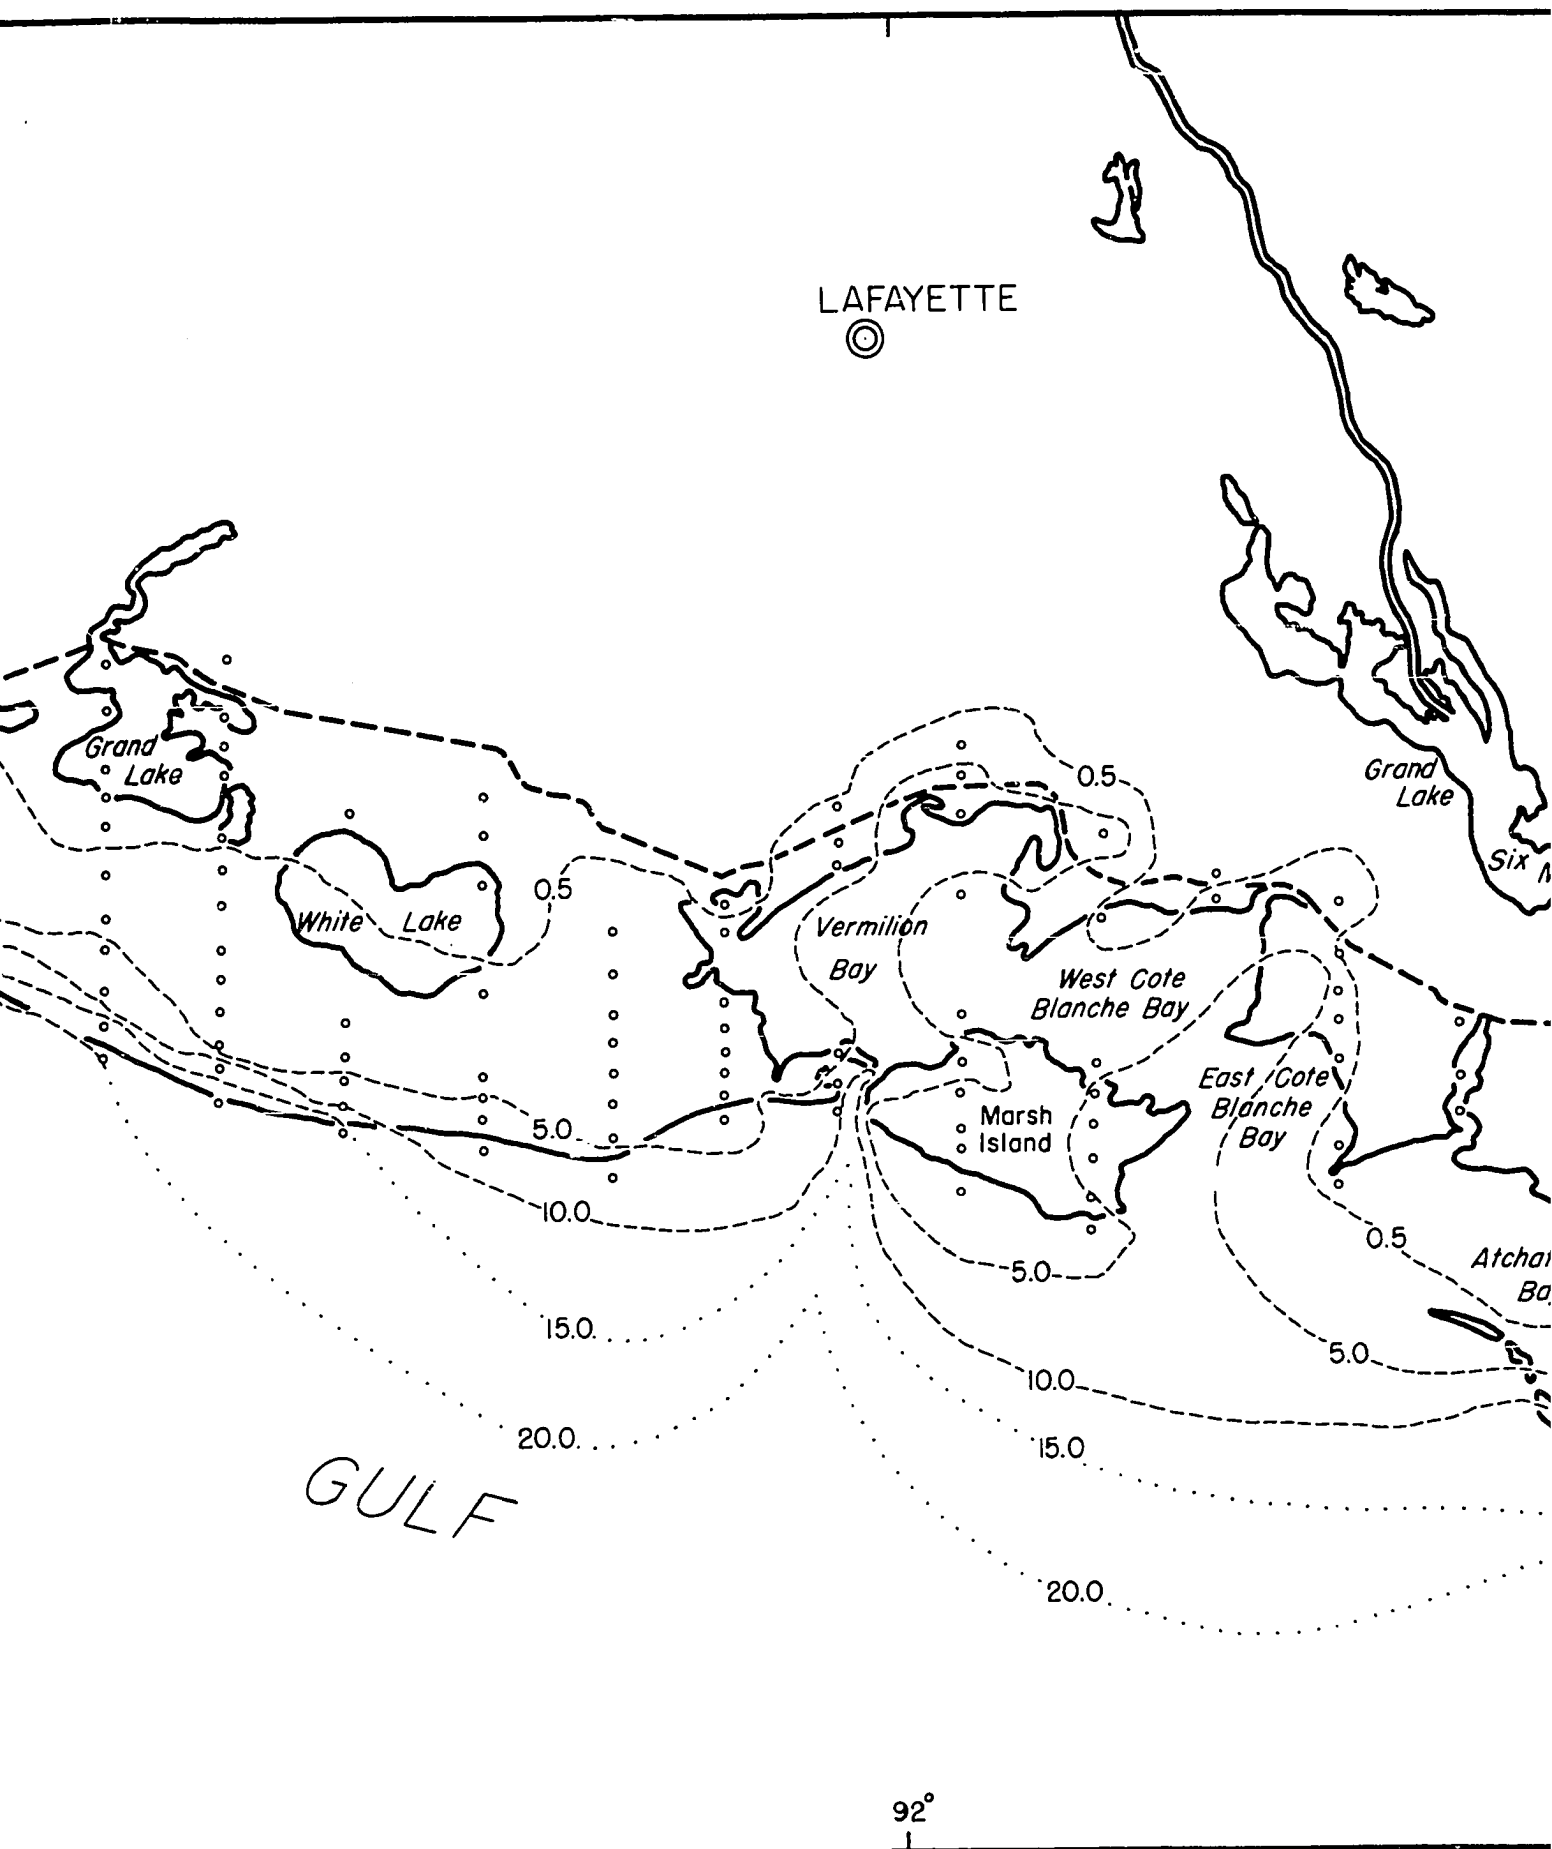 LAFAYETTE
0.5
Grand
Lake
Grand
Lake
Six
0.5
White Lake
Vermilion
Bay
West Cote
Blanche Bay
East Cote
Blanche
Bay
Marsh
Island
5.0
10.0
5.0
0.5
Atchaf
Ba
15.0
5.0
10.0
20.0
15.0
GULF
20.0
92°